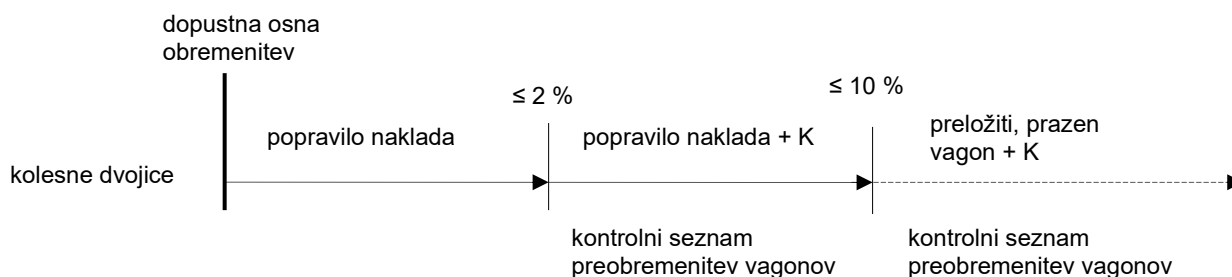 dopustna osna
obremenitev
≤ 2 %
≤ 10 %
popravilo naklada
popravilo naklada + K
preložiti, prazen
vagon + K
kolesne dvojice
kontrolni seznam
preobremenitev vagonov
kontrolni seznam
preobremenitev vagonov